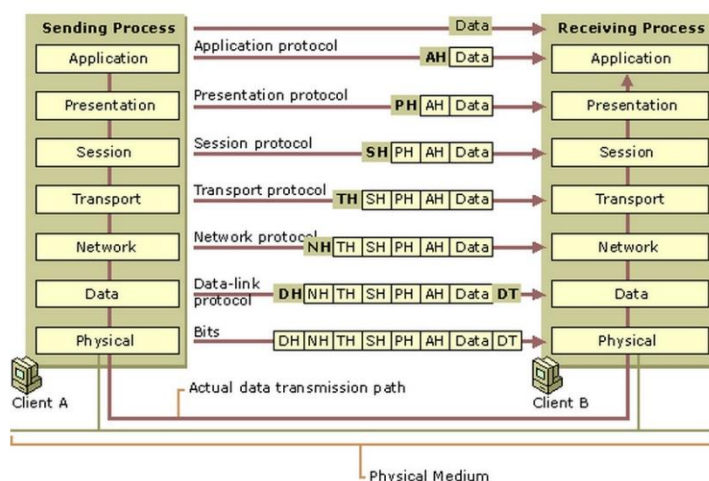 Sending Process
Data
Receiving Process
Application
Application protocol
AH Data
Application
Presentation
Presentation protocol
PH AH Data
Presentation
Session
Session protocol
SH PH AH Data
Session
Transport
Transport protocol
TH SH PH AH Data
Transport
Network
Network protocol
NH TH SH PH AH Data
Network
Data
Data-link
protocol
DH NH TH SH PH AH Data DT
Data
Physical
Bits
DH NH TH SH PH AH Data DT
Physical
Client A
Actual data transmission path
Client B
Physical Medium